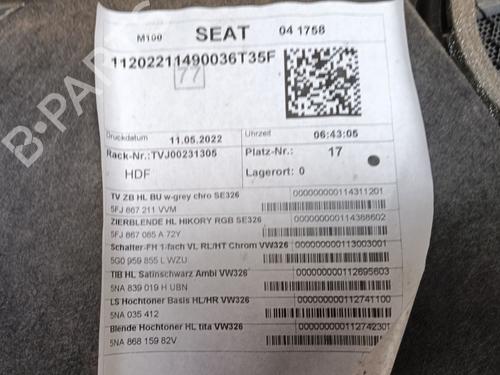 M100 SEAT 04 1758
11202211490036T35F
77
Druckdatum 11.05.2022 Uhrzeit 06:43:05
Rack-Nr.: TVJ00231305 Platz-Nr.: 17
HDF Lagerort: 0
TV ZB HL BU w-grey chro SE326 000000000114311201
5FJ 867 211 VVM
ZIERBLENDE HL HIKORY RGB SE326 000000000114368602
5FJ 867 085 A 72Y
Schalter-FH 1-fach VL RL/HT Chrom VW326 000000000113003001
5G0 959 855 L WZU
TIB HL Satinschwarz Ambi VW326 000000000112695603
5NA 839 019 H UBN
LS Hochtoner Basis HL/HR VW326 000000000112741100
5NA 035 412
Blende Hochtoner HL tita VW326 000000000112742301
5NA 868 159 82V
B-PARTS